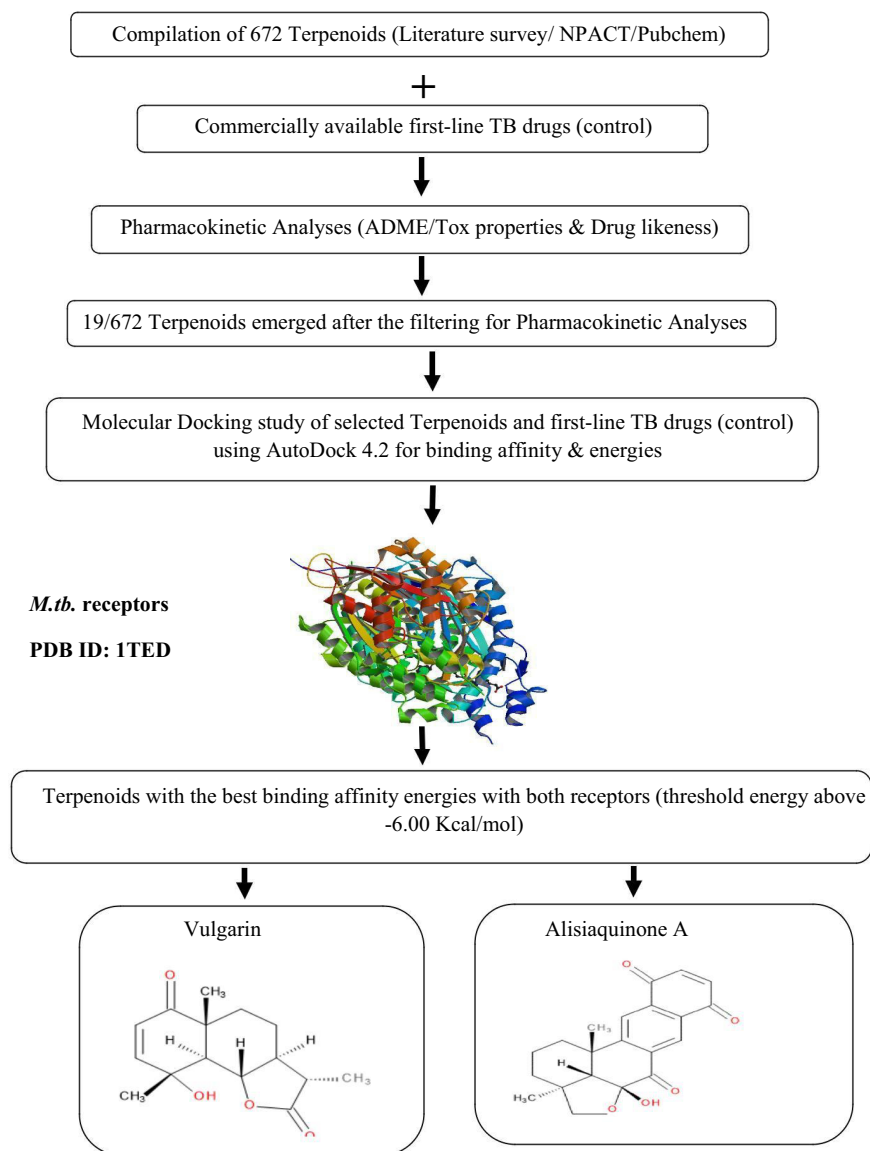 Compilation of 672 Terpenoids (Literature survey/ NPACT/Pubchem)
+
Commercially available first-line TB drugs (control)
Pharmacokinetic Analyses (ADME/Tox properties & Drug likeness)
19/672 Terpenoids emerged after the filtering for Pharmacokinetic Analyses
Molecular Docking study of selected Terpenoids and first-line TB drugs (control)
using AutoDock 4.2 for binding affinity & energies
M.tb. receptors
PDB ID: 1TED
Terpenoids with the best binding affinity energies with both receptors (threshold energy above
-6.00 Kcal/mol)
Vulgarin
O
CH3
H
H
H
CH3
CH3
OH
O
O
Alisiaquinone A
O
O
CH3
H
O
H3C
O
OH